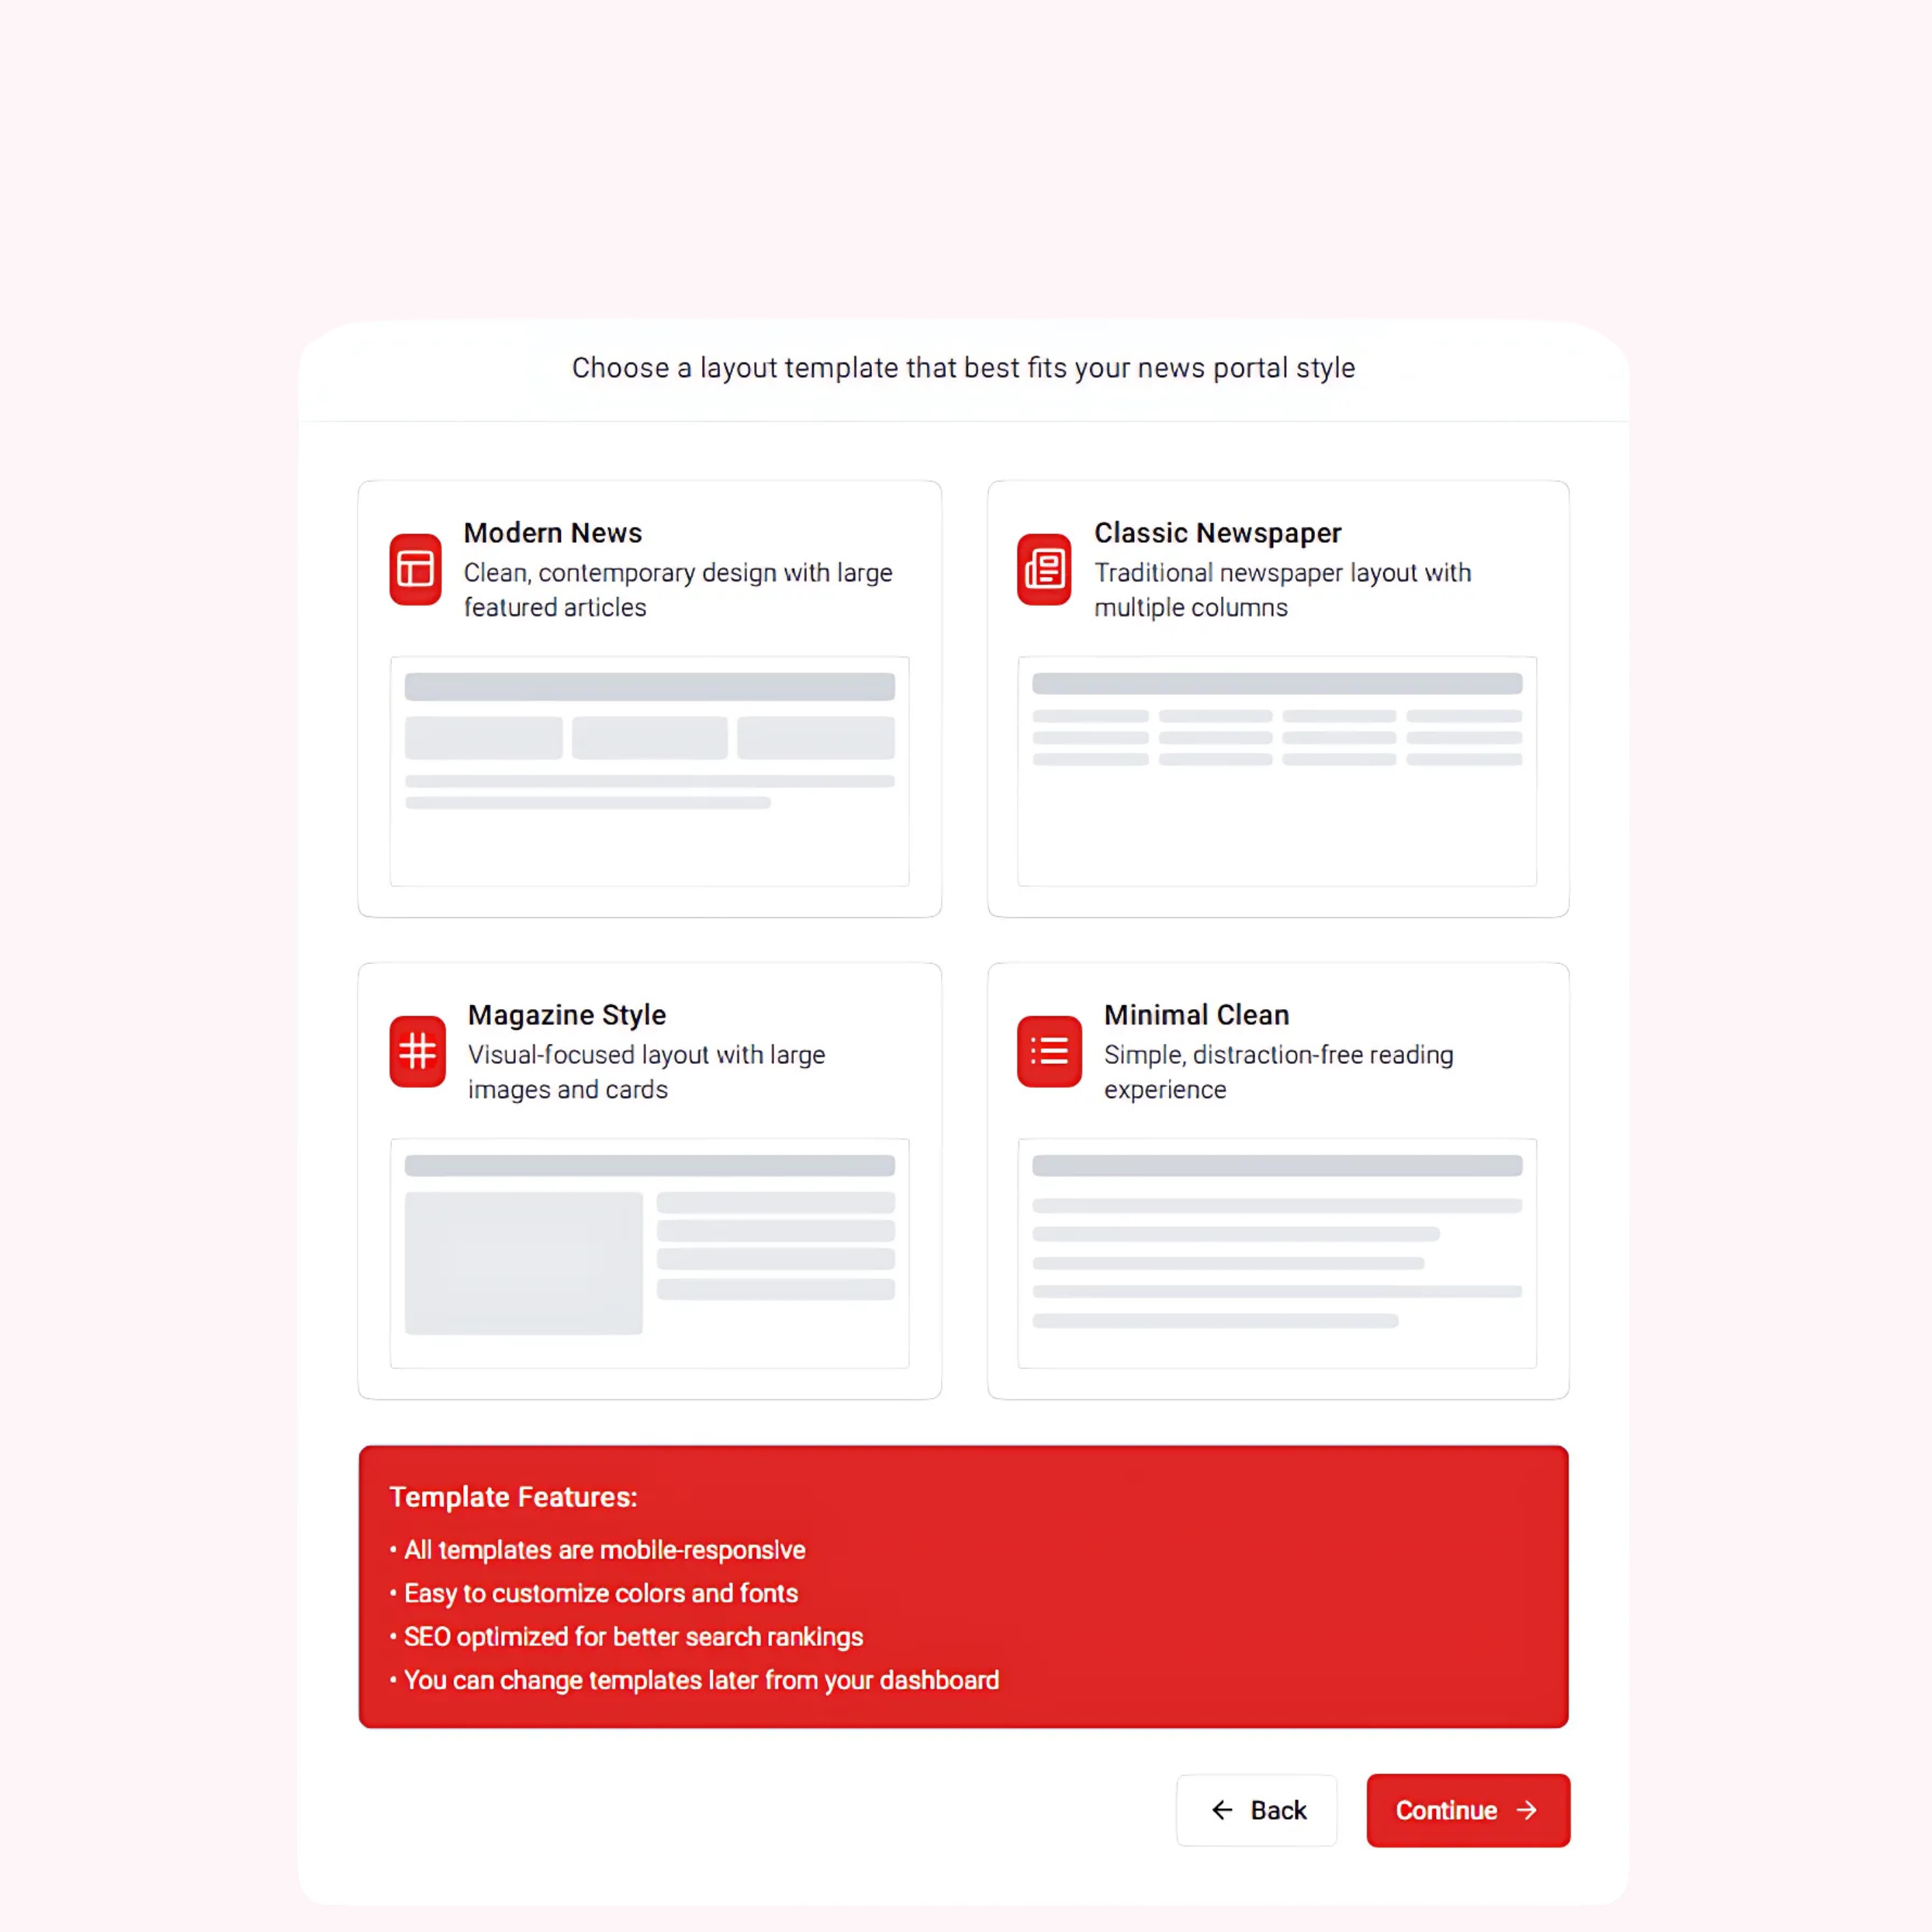 Choose a layout template that best fits your news portal style
Modern News
Clean, contemporary design with large
featured articles
Classic Newspaper
Traditional newspaper layout with
multiple columns
Magazine Style
Visual-focused layout with large
images and cards
Minimal Clean
Simple, distraction-free reading
experience
Template Features:
• All templates are mobile-responsive
• Easy to customize colors and fonts
• SEO optimized for better search rankings
• You can change templates later from your dashboard
← Back
Continue →